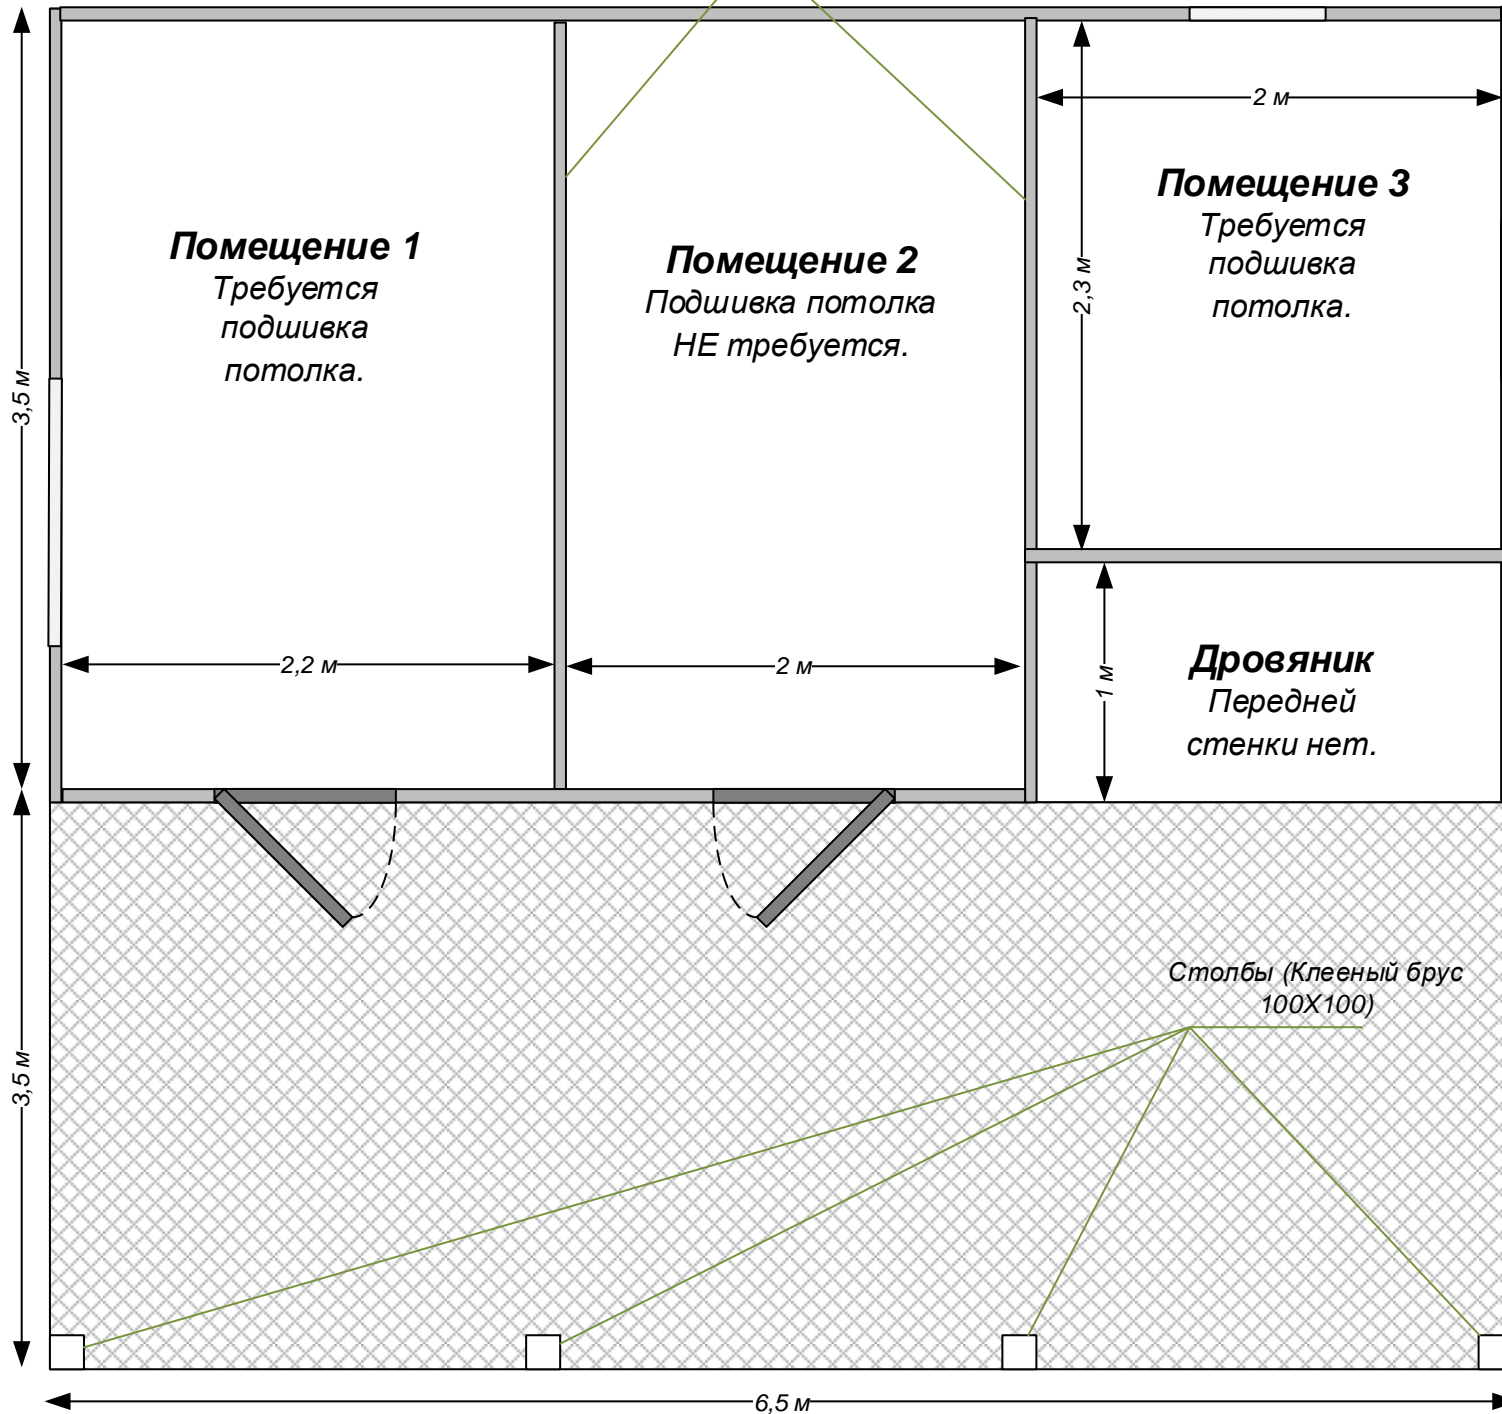 2 м
Помещение 3
Требуется
подшивка
потолка.
Помещение 1
Требуется
подшивка
потолка.
Помещение 2
Подшивка потолка
НЕ требуется.
2,3 м
3,5 м
2,2 м
2 м
1 м
Дровяник
Передней
стенки нет.
Столбы (Клееный брус
100X100)
3,5 м
6,5 м